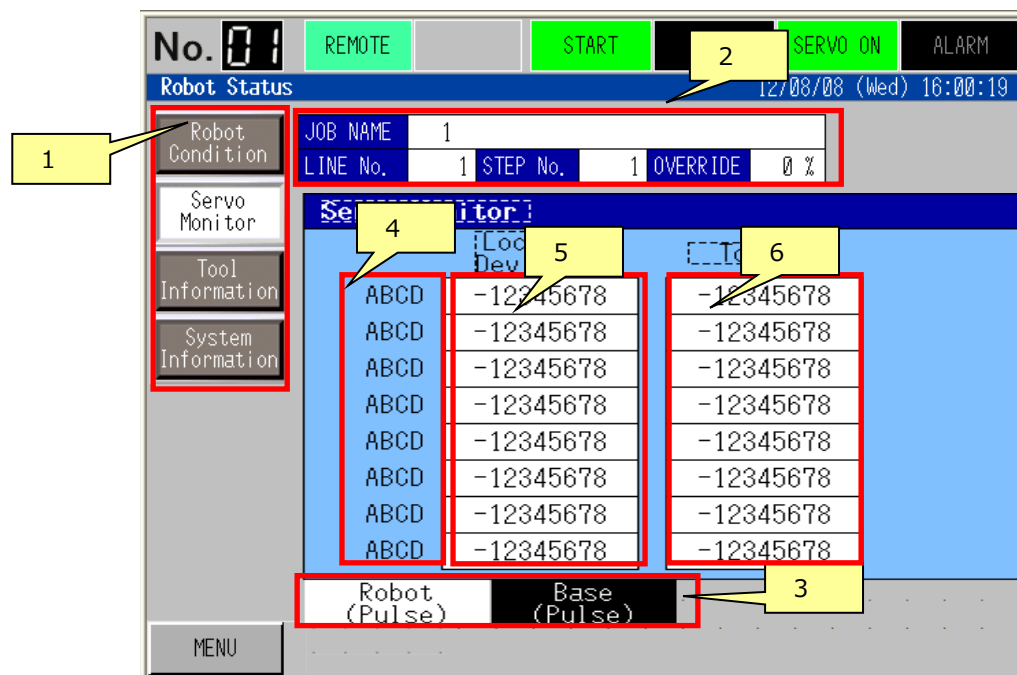 No. 01 REMOTE START SERVO ON ALARM
2
Robot Status 12/08/08 (Wed) 16:00:19
1
Robot
Condition
JOB NAME 1
LINE No. 1 STEP No. 1 OVERRIDE 0 %
Servo
Monitor
Tool
Information
System
Information
4
5
6
ABCD -12345678 -12345678
ABCD -12345678 -12345678
ABCD -12345678 -12345678
ABCD -12345678 -12345678
ABCD -12345678 -12345678
ABCD -12345678 -12345678
ABCD -12345678 -12345678
ABCD -12345678 -12345678
3
Robot
(Pulse)
Base
(Pulse)
MENU